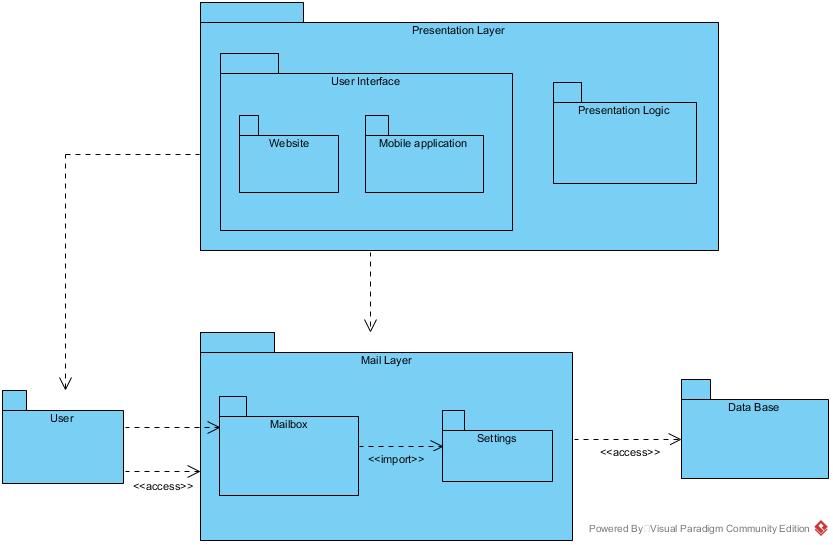 Presentation Layer
User Interface
Presentation Logic
Website
Mobile application
Mail Layer
User
Mailbox
Settings
Data Base
<<import>>
<<access>>
<<access>>
Powered By Visual Paradigm Community Edition